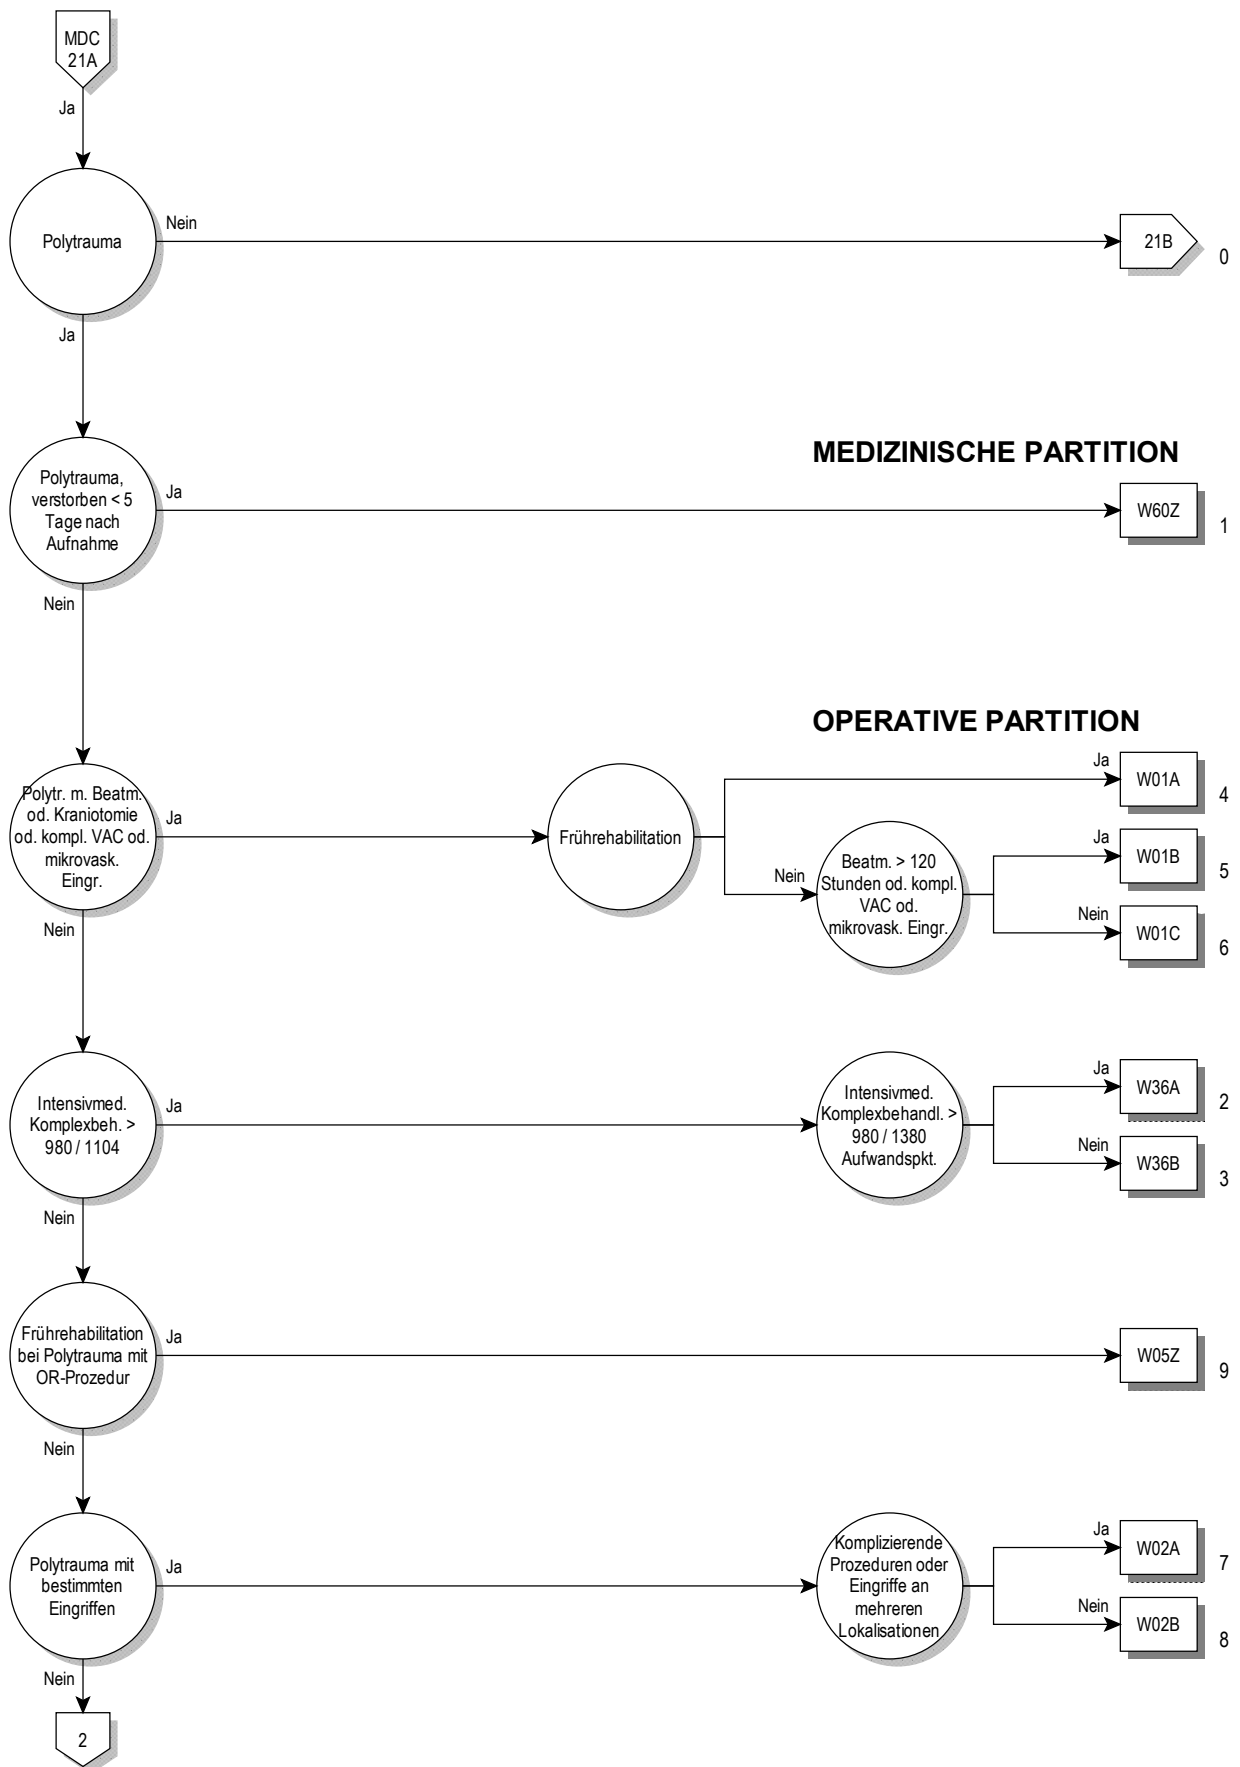 MDC
21A
Ja
Polytrauma
Nein
21B
0
Ja
MEDIZINISCHE PARTITION
Polytrauma,
verstorben < 5
Tage nach
Aufnahme
Ja
W60Z
1
Nein
OPERATIVE PARTITION
Polytr. m. Beatm.
od. Kraniotomie
od. kompl. VAC od.
mikrovask.
Eingr.
Ja
Frührehabilitation
Ja
W01A
4
Nein
Beatm. > 120
Stunden od. kompl.
VAC od.
mikrovask. Eingr.
Ja
W01B
5
Nein
W01C
6
Nein
Intensivmed.
Komplexbeh. >
980 / 1104
Ja
Intensivmed.
Komplexbehandl. >
980 / 1380
Aufwandspkt.
Ja
W36A
2
Nein
W36B
3
Nein
Frührehabilitation
bei Polytrauma mit
OR-Prozedur
Ja
W05Z
9
Nein
Polytrauma mit
bestimmten
Eingriffen
Ja
Komplizierende
Prozeduren oder
Eingriffe an
mehreren
Lokalisationen
Ja
W02A
7
Nein
W02B
8
Nein
2